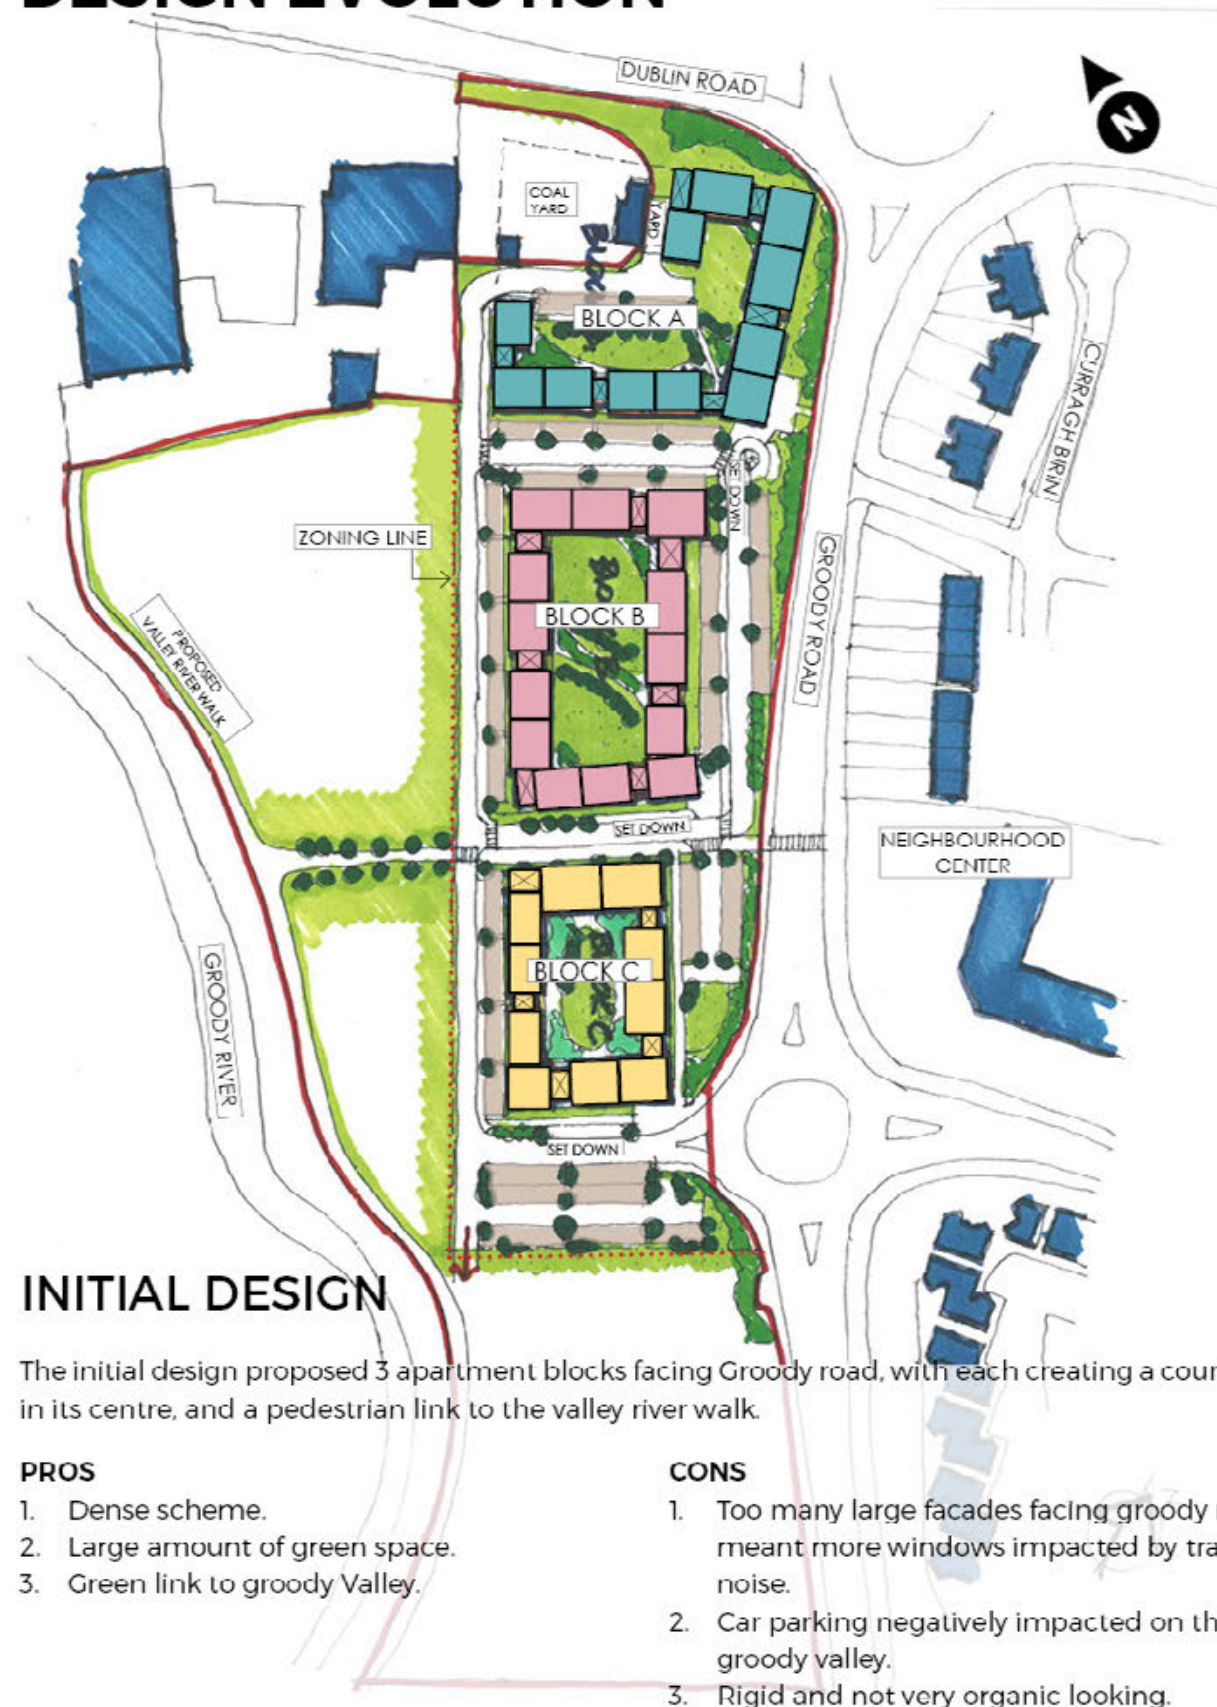 DESIGN EVOLUTION
DUBLIN ROAD
N
COAL
YARD
YARD
BLOCK A
CURRAGH BIRIN
SET DOWN
ZONING LINE
GROODY ROAD
BLOCK B
PROPOSED
VALLEY RIVER WALK
SET DOWN
NEIGHBOURHOOD
CENTER
BLOCK C
GROODY RIVER
SET DOWN
INITIAL DESIGN
The initial design proposed 3 apartment blocks facing Groody road, with each creating a cour
in its centre, and a pedestrian link to the valley river walk.
PROS
1. Dense scheme.
2. Large amount of green space.
3. Green link to groody Valley.
CONS
1. Too many large facades facing groody
meant more windows impacted by tra
noise.
2. Car parking negatively impacted on th
groody valley.
3. Rigid and not very organic looking.